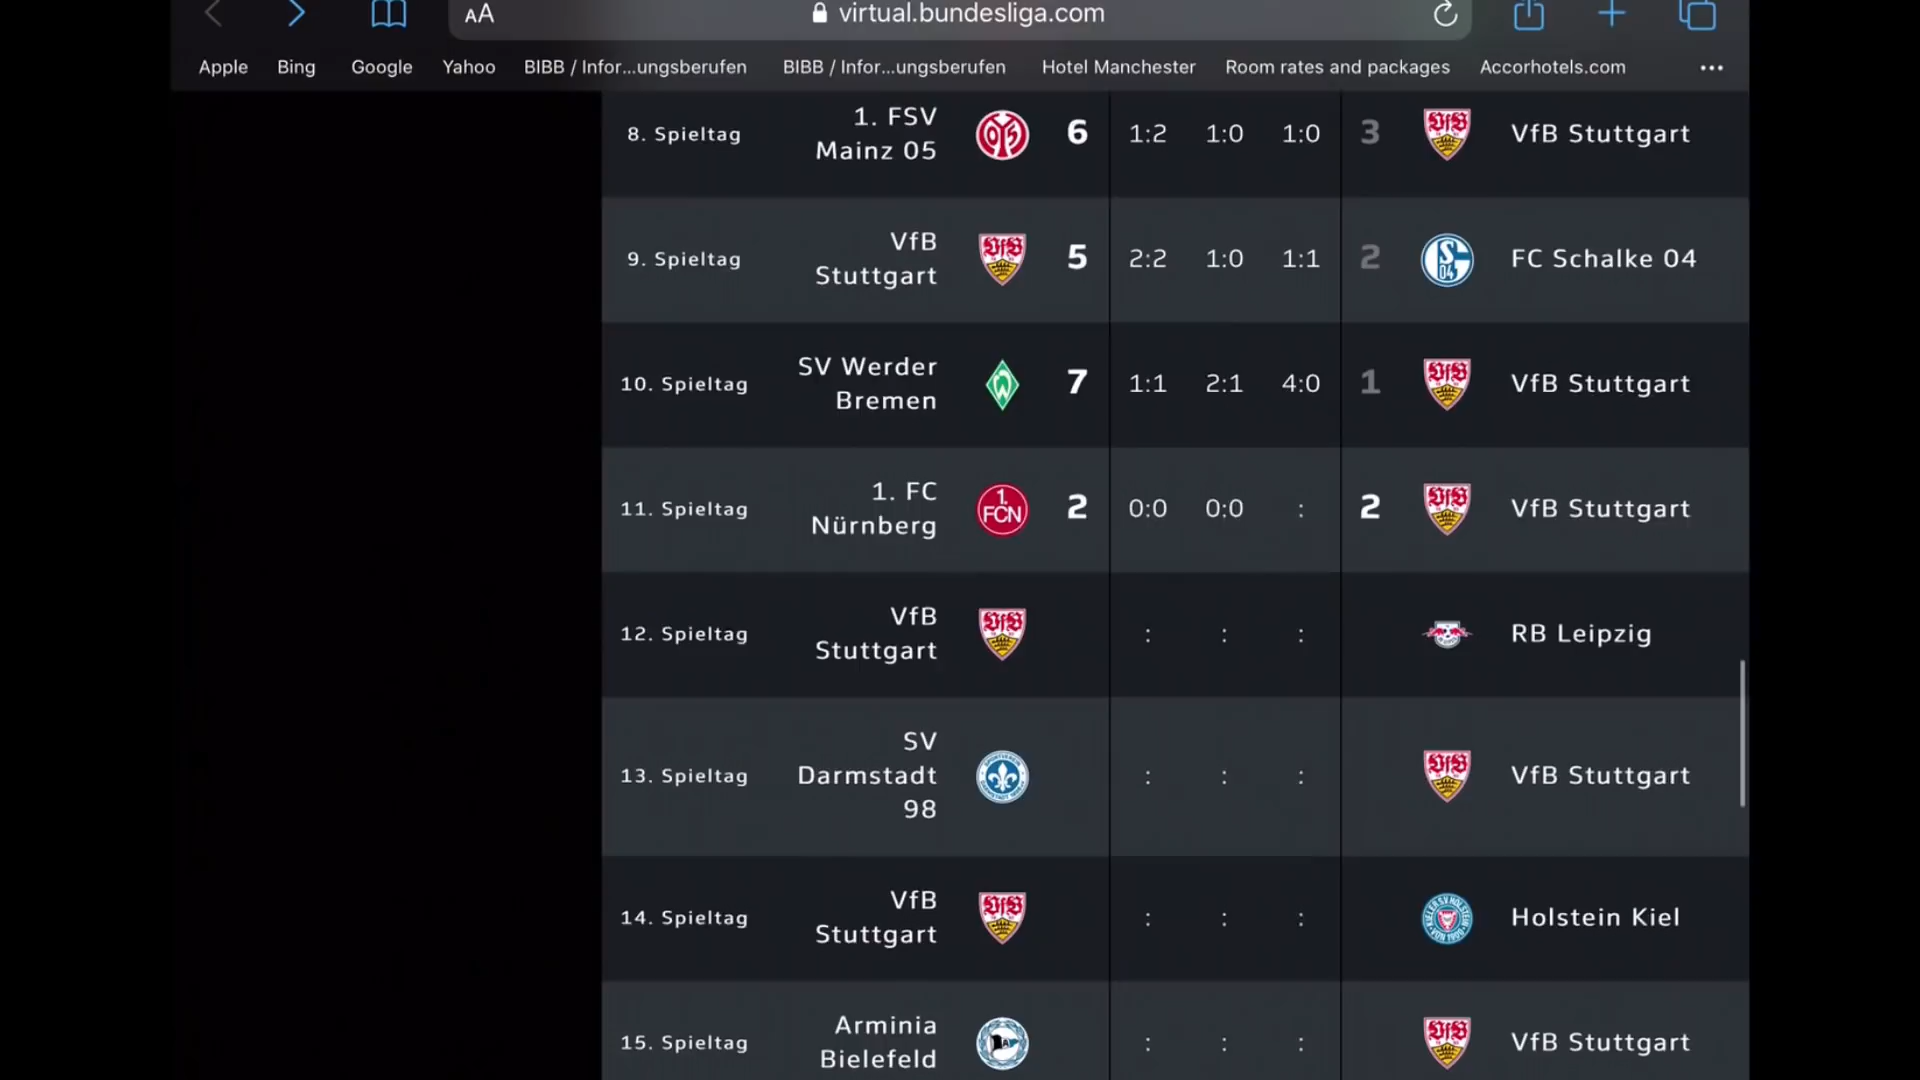 AA virtual.bundesliga.com
Apple Bing Google Yahoo BIBB / Infor...ungsberufen BIBB / Infor...ungsberufen Hotel Manchester Room rates and packages Accorhotels.com
8. Spieltag 1. FSV Mainz 05 6 1:2 1:0 1:0 3 VfB Stuttgart
9. Spieltag VfB Stuttgart 5 2:2 1:0 1:1 2 FC Schalke 04
10. Spieltag SV Werder Bremen 7 1:1 2:1 4:0 1 VfB Stuttgart
11. Spieltag 1. FC Nürnberg 1. FCN 2 0:0 0:0 : 2 VfB Stuttgart
12. Spieltag VfB Stuttgart : : : RB Leipzig
13. Spieltag SV Darmstadt 98 : : : VfB Stuttgart
14. Spieltag VfB Stuttgart : : : Holstein Kiel
15. Spieltag Arminia Bielefeld : : : VfB Stuttgart